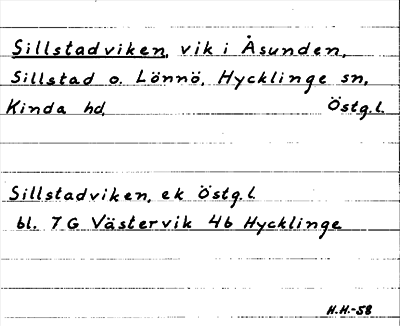 Sillstadviken, vik i Åsunden,
Sillstad o. Lönnö, Hycklinge sn,
Kinda hd, Östg.l.
Sillstadviken, ek Östg.l
bl. 7G Västervik 4b Hycklinge
H.H.-58